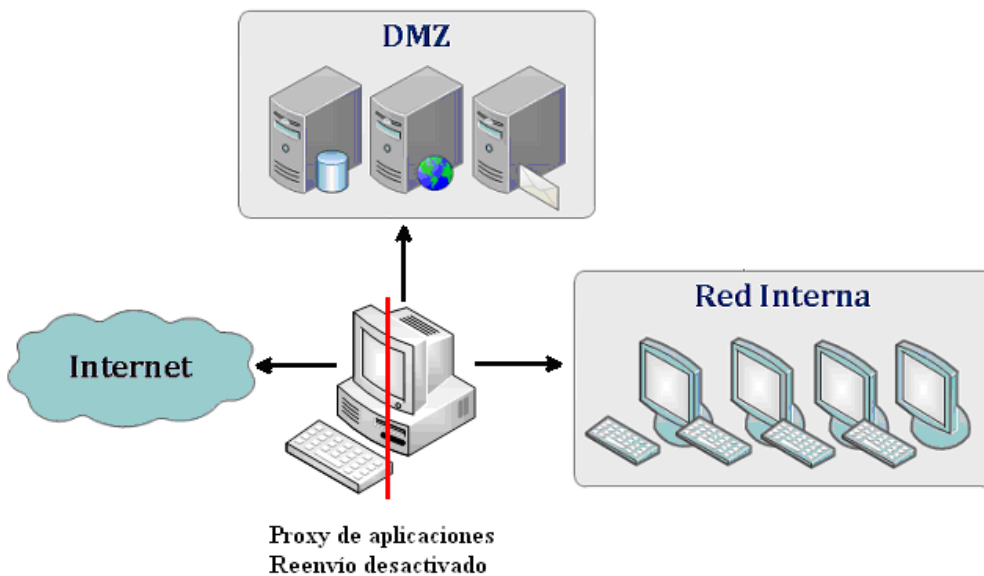 DMZ
Internet
Red Interna
Proxy de aplicaciones
Reenvío desactivado